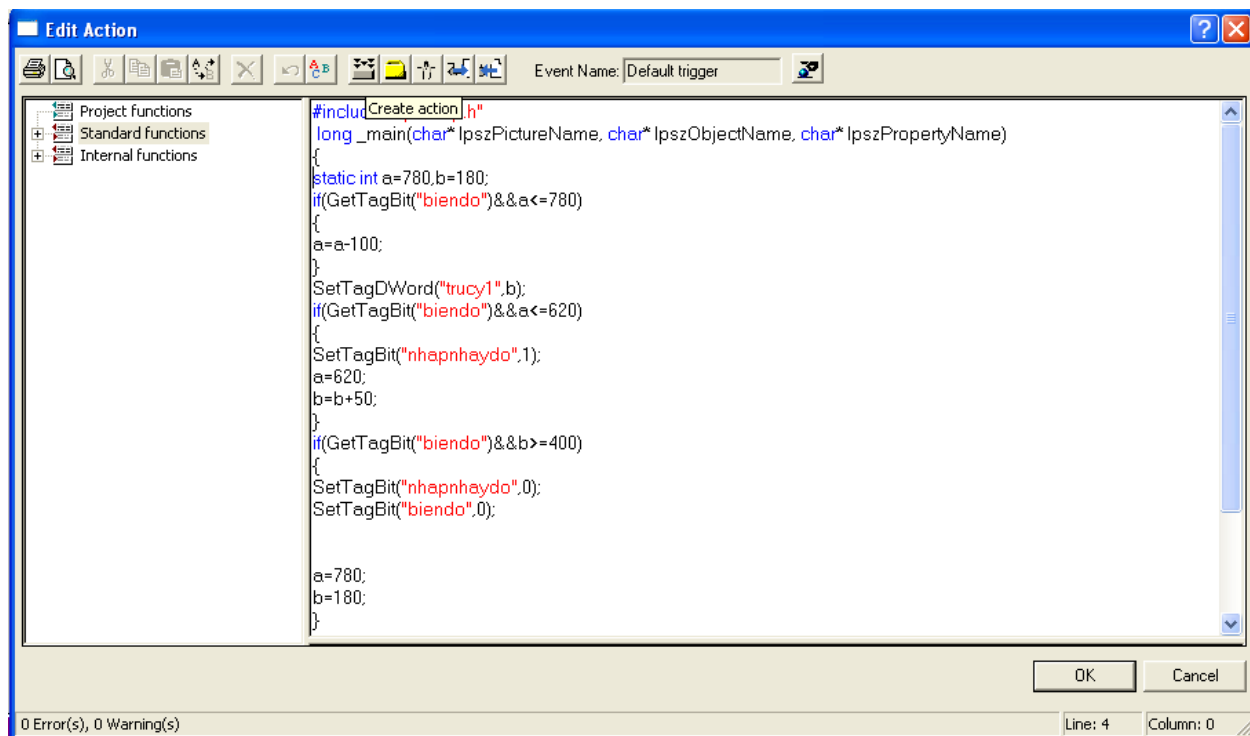 Edit Action
Event Name: Default trigger
Project functions
Standard functions
Internal functions
Create action
#includ .h"
long _main(char* lpszPictureName, char* lpszObjectName, char* lpszPropertyName)
{
static int a=780,b=180;
if(GetTagBit("biendo")&&a<=780)
{
a=a-100;
}
SetTagDWord("trucy1",b);
if(GetTagBit("biendo")&&a<=620)
{
SetTagBit("nhapnhaydo",1);
a=620;
b=b+50;
}
if(GetTagBit("biendo")&&b>=400)
{
SetTagBit("nhapnhaydo",0);
SetTagBit("biendo",0);
a=780;
b=180;
}
OK Cancel
0 Error(s), 0 Warning(s) Line: 4 Column: 0